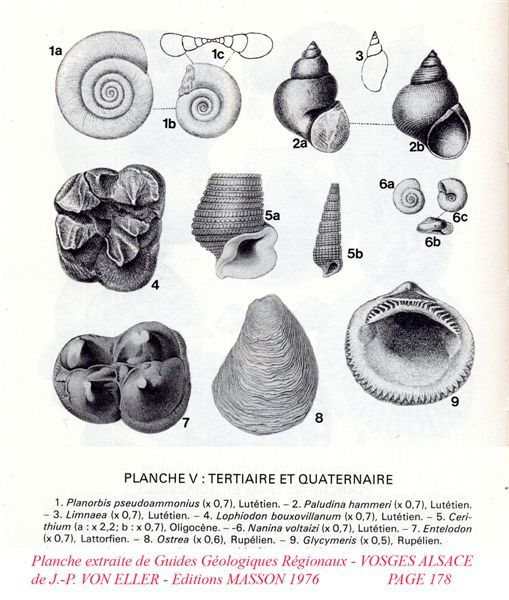 1a
1c
1b
2a
3
2b
4
5a
5b
6a
6c
6b
7
8
9
PLANCHE V : TERTIAIRE ET QUATERNAIRE
1. Planorbis pseudoammonius (x 0,7), Lutétien. – 2. Paludina hammeri (x 0,7), Lutétien.
– 3. Limnaea (x 0,7), Lutétien. – 4. Lophiodon bouxovillanum (x 0,7), Lutétien. – 5. Ceri-
thium (a : x 2,2; b : x 0,7), Oligocène. – -6. Nanina voltaizi (x 0,7), Lutétien. – 7. Entelodon
(x 0,7), Lattorfien. – 8. Ostrea (x 0,6), Rupélien. – 9. Glycymeris (x 0,5), Rupélien.
Planche extraite de Guides Géologiques Régionaux - VOSGES ALSACE
de J.-P. VON ELLER - Editions MASSON 1976 PAGE 178